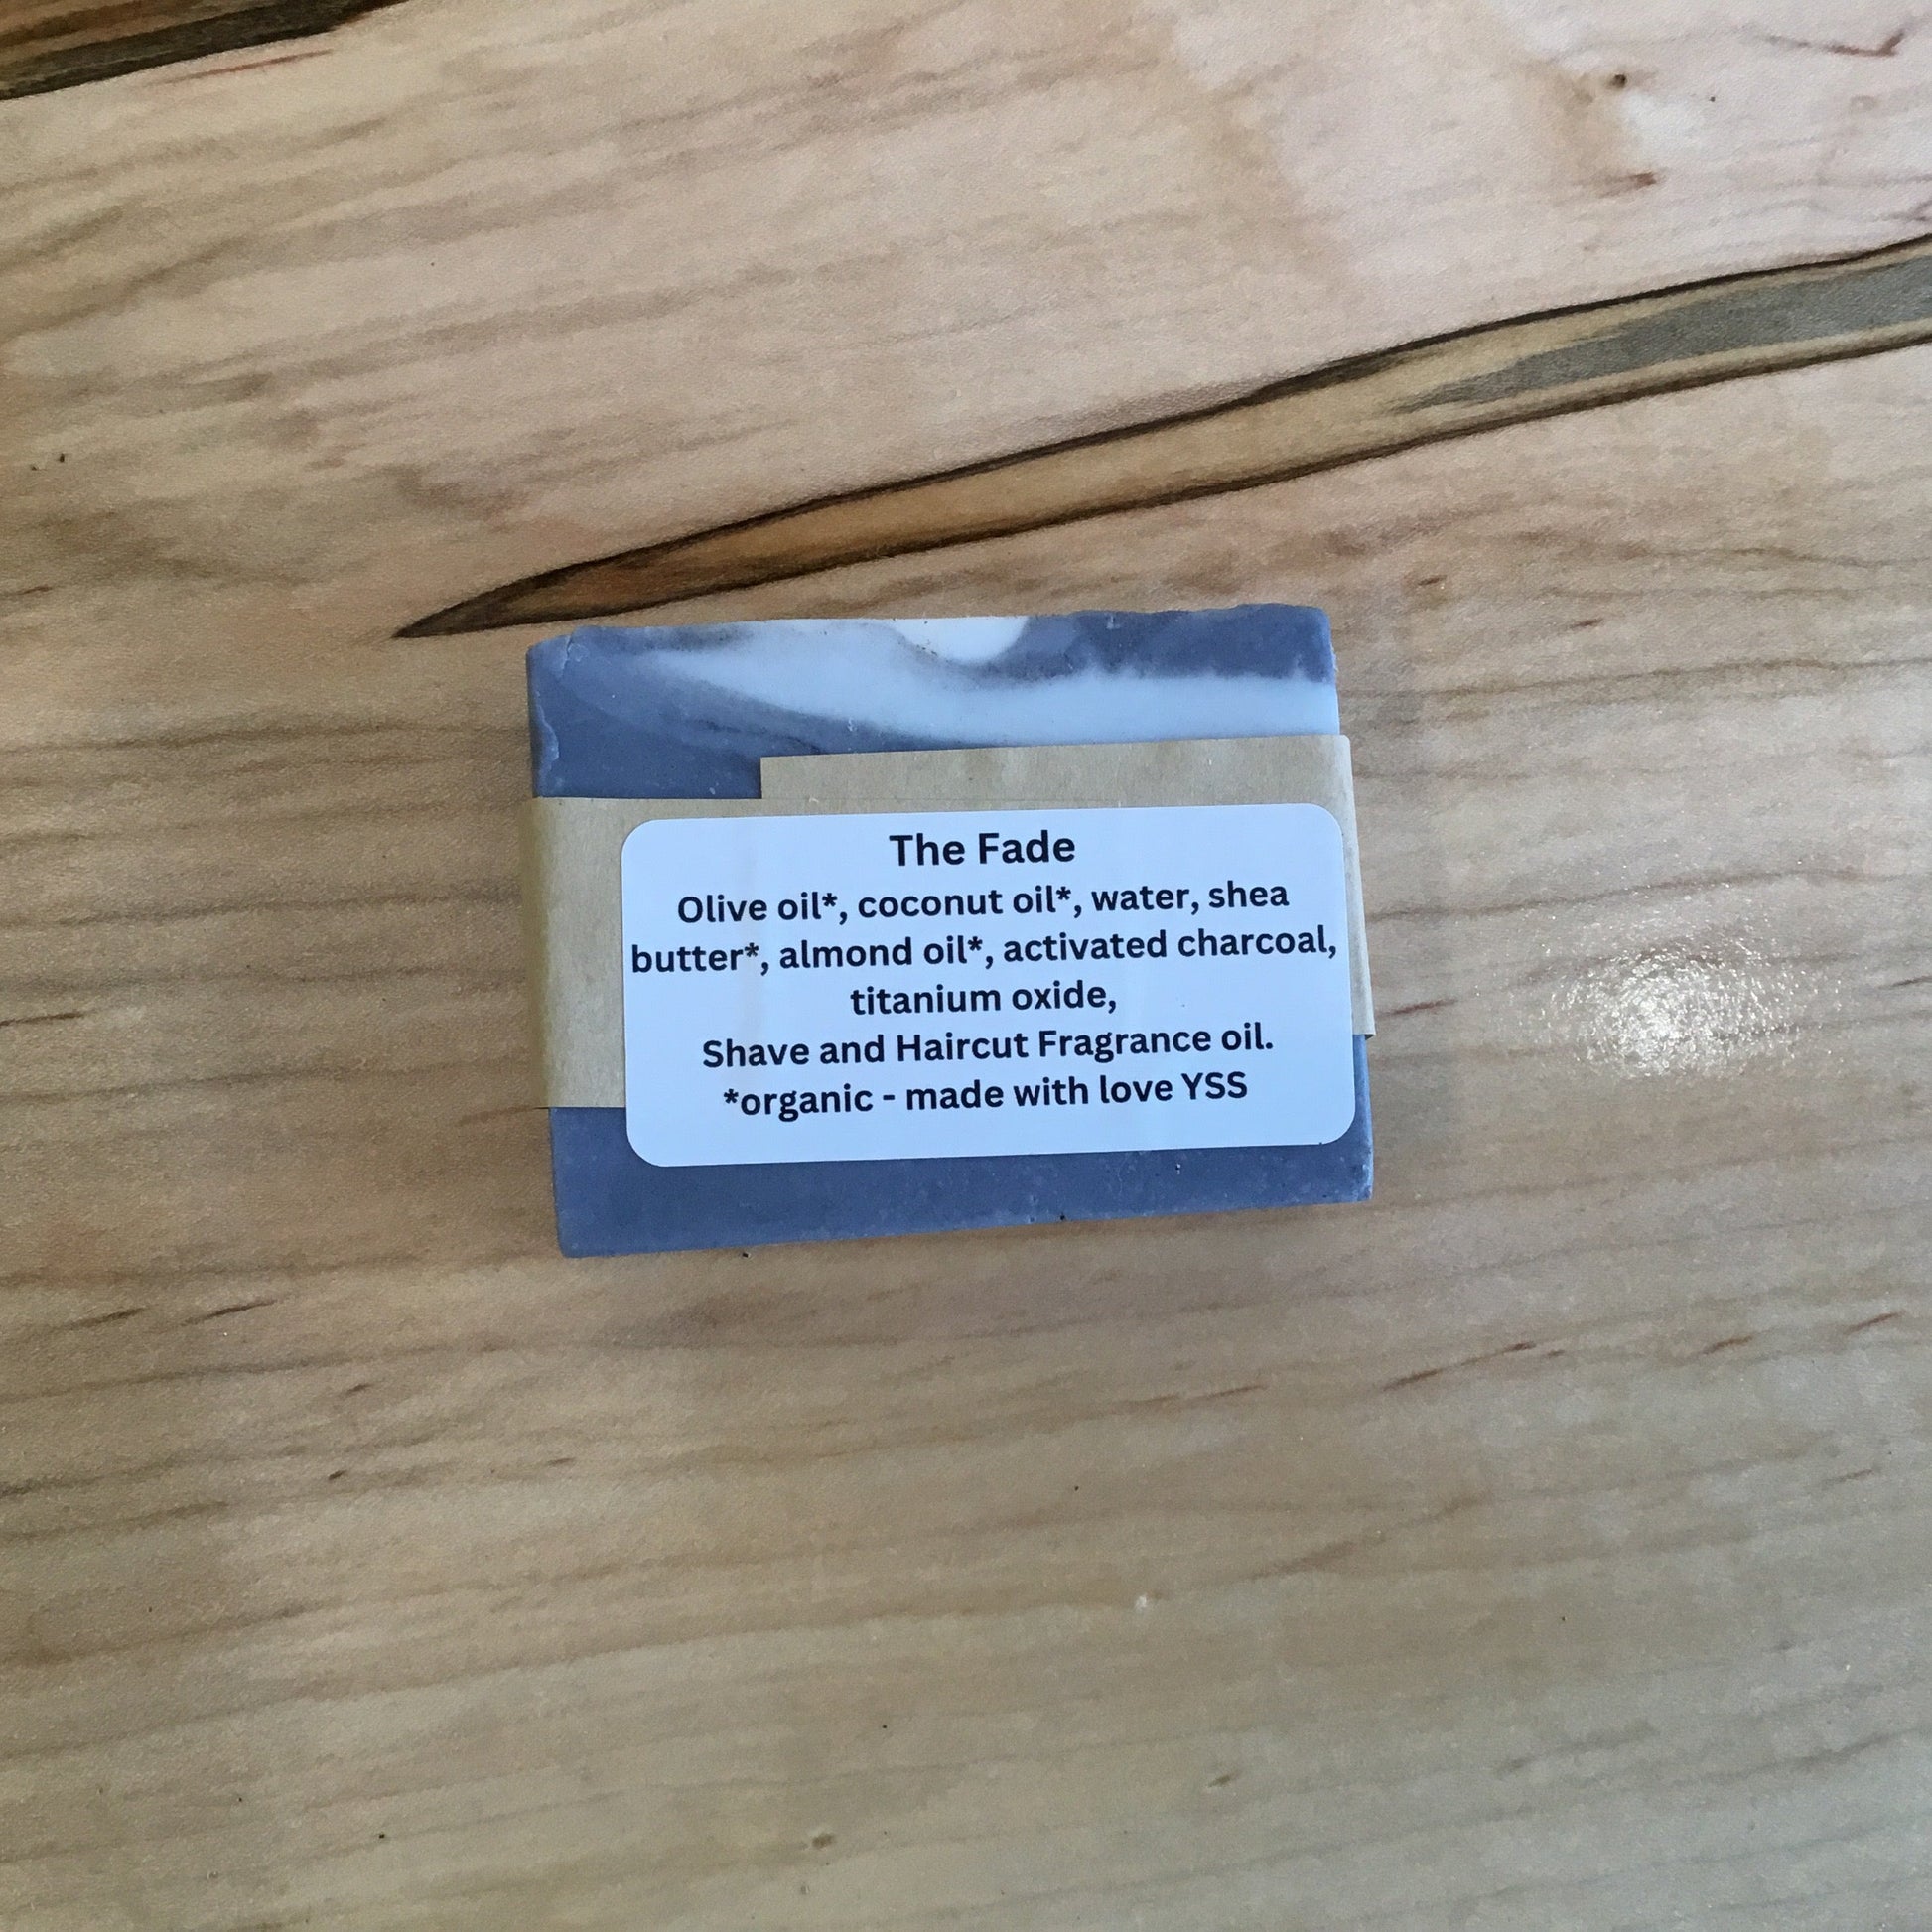 The Fade
Olive oil*, coconut oil*, water, shea
butter*, almond oil*, activated charcoal,
titanium oxide,
Shave and Haircut Fragrance oil.
*organic - made with love YSS